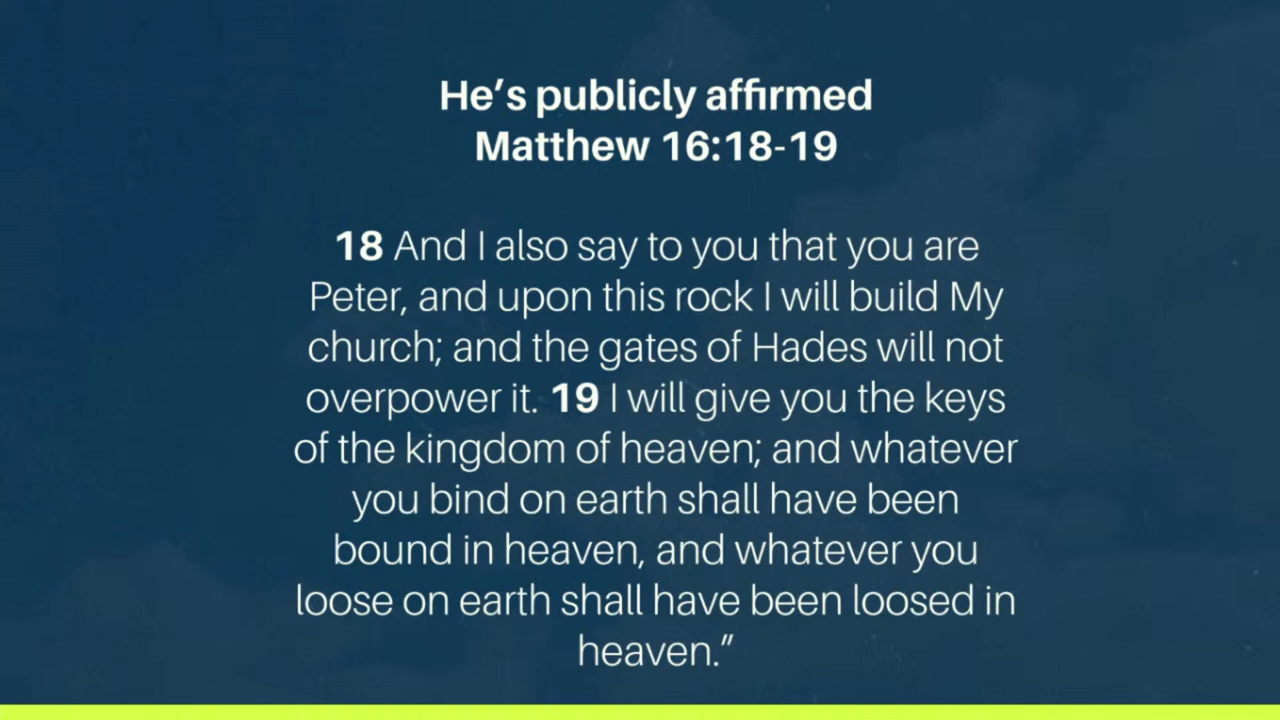 He’s publicly affirmed
Matthew 16:18-19
18 And I also say to you that you are
Peter, and upon this rock I will build My
church; and the gates of Hades will not
overpower it. 19 I will give you the keys
of the kingdom of heaven; and whatever
you bind on earth shall have been
bound in heaven, and whatever you
loose on earth shall have been loosed in
heaven.”